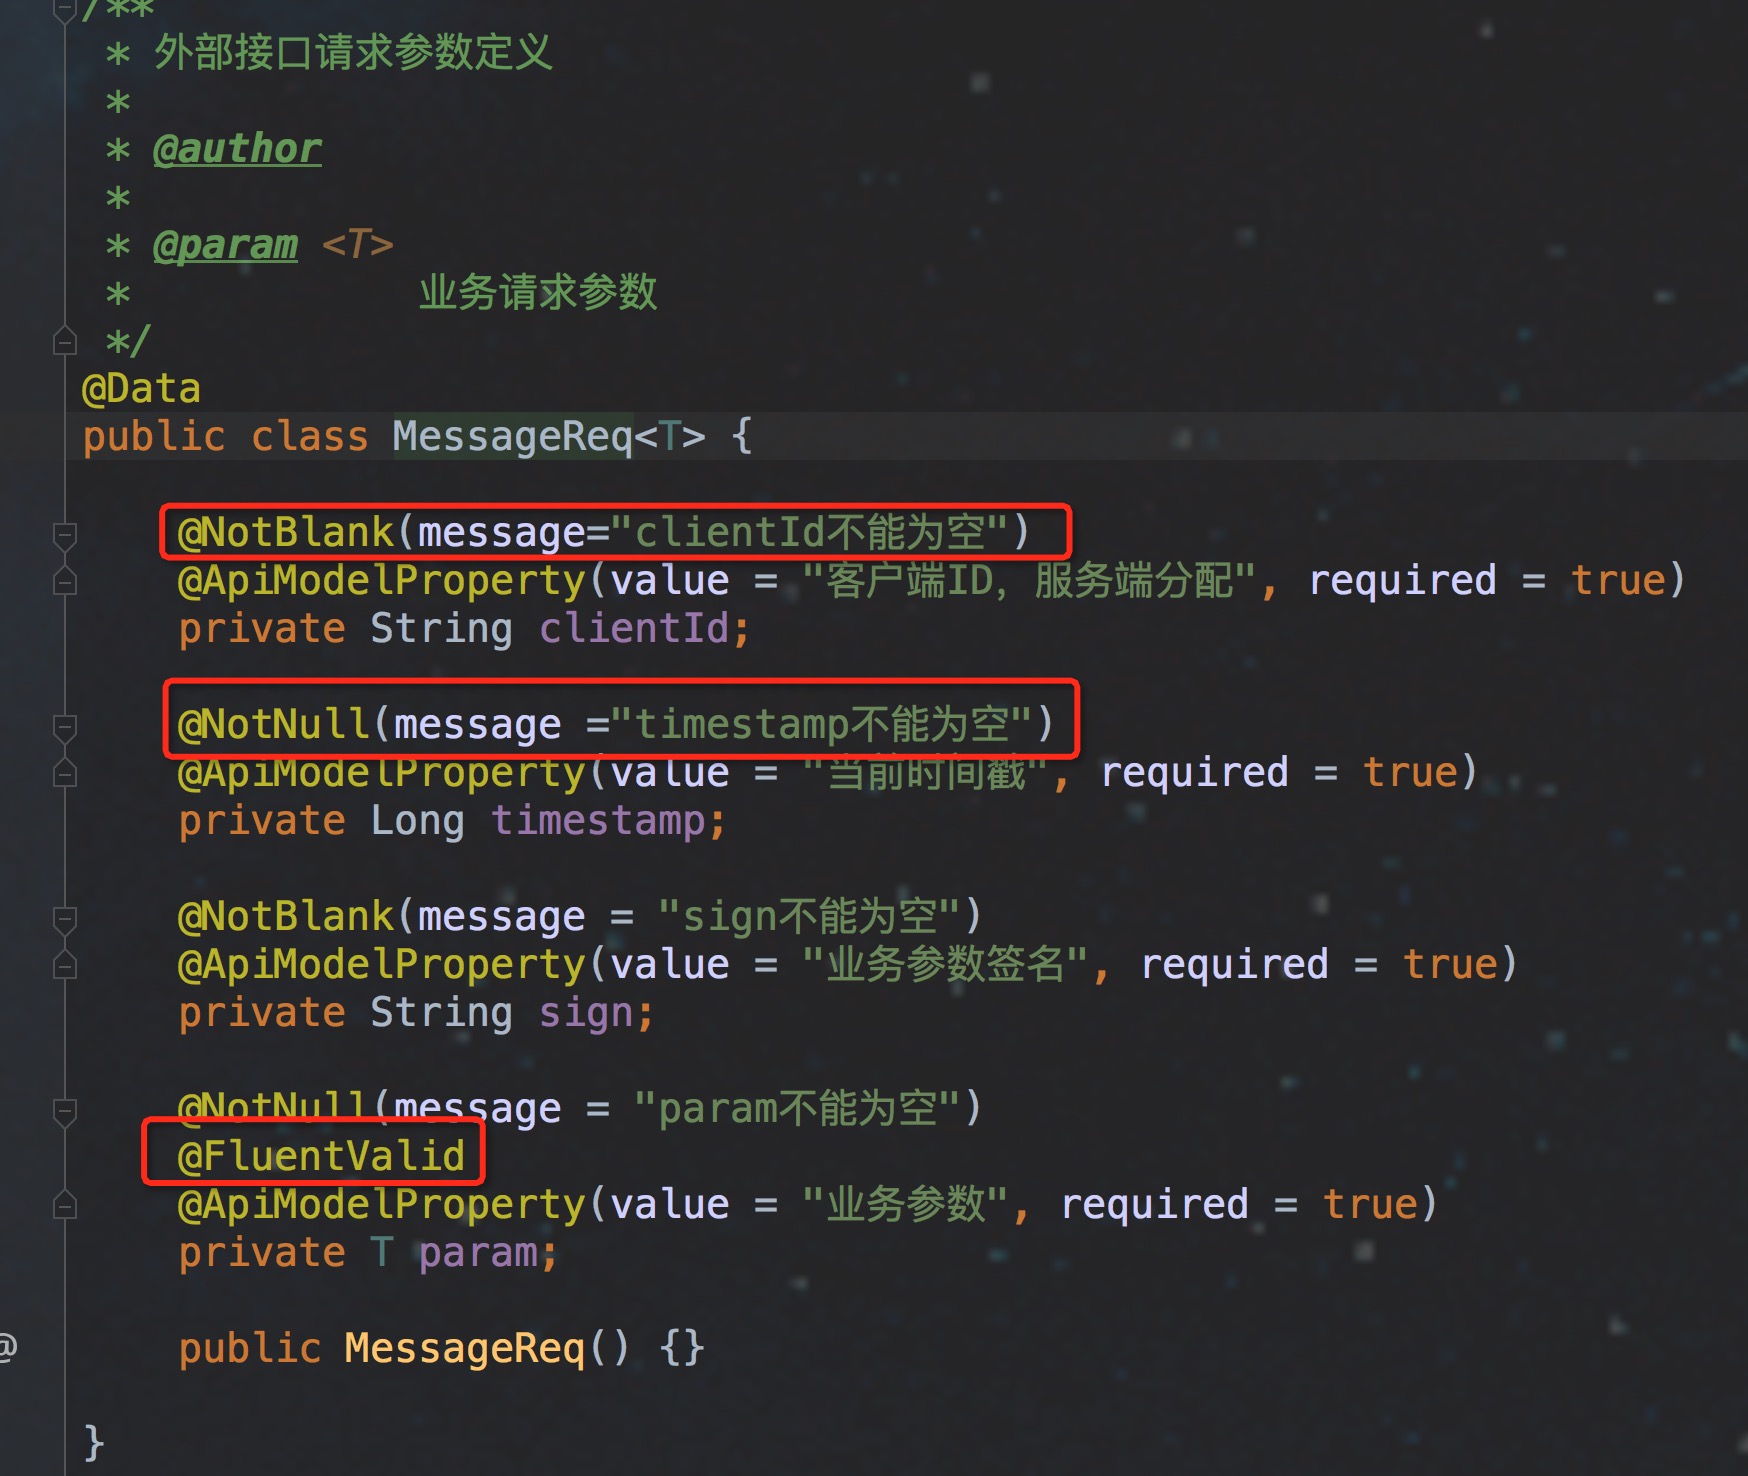 /**
* 外部接口请求参数定义
*
* @author
*
* @param <T>
* 业务请求参数
*/
@Data
public class MessageReq<T> {
@NotBlank(message="clientId不能为空")
@ApiModelProperty(value = "客户端ID，服务端分配", required = true)
private String clientId;
@NotNull(message ="timestamp不能为空")
@ApiModelProperty(value = "当前时间戳", required = true)
private Long timestamp;
@NotBlank(message = "sign不能为空")
@ApiModelProperty(value = "业务参数签名", required = true)
private String sign;
@NotNull(message = "param不能为空")
@FluentValid
@ApiModelProperty(value = "业务参数", required = true)
private T param;
@ public MessageReq() {}
}